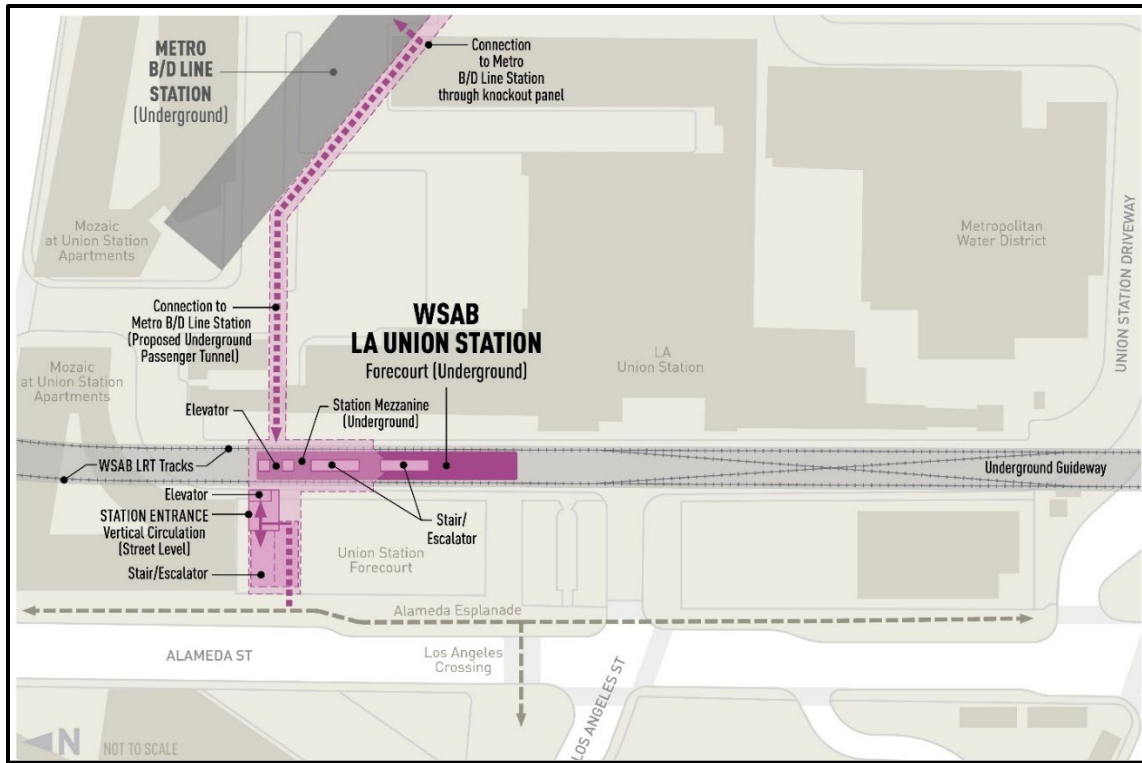 METRO
B/D LINE
STATION
(Underground)
Connection
to Metro
B/D Line Station
through knockout panel
Mozaic
at Union Station
Apartments
Metropolitan
Water District
UNION STATION DRIVEWAY
Connection to
Metro B/D Line Station
(Proposed Underground
Passenger Tunnel)
WSAB
LA UNION STATION
Forecourt (Underground)
LA
Union Station
Mozaic
at Union Station
Apartments
Elevator
Station Mezzanine
(Underground)
WSAB LRT Tracks
Underground Guideway
Elevator
STATION ENTRANCE
Vertical Circulation
(Street Level)
Stair/Escalator
Stair/
Escalator
Union Station
Forecourt
Alameda Esplanade
ALAMEDA ST
Los Angeles
Crossing
LOS ANGELES ST
N
NOT TO SCALE